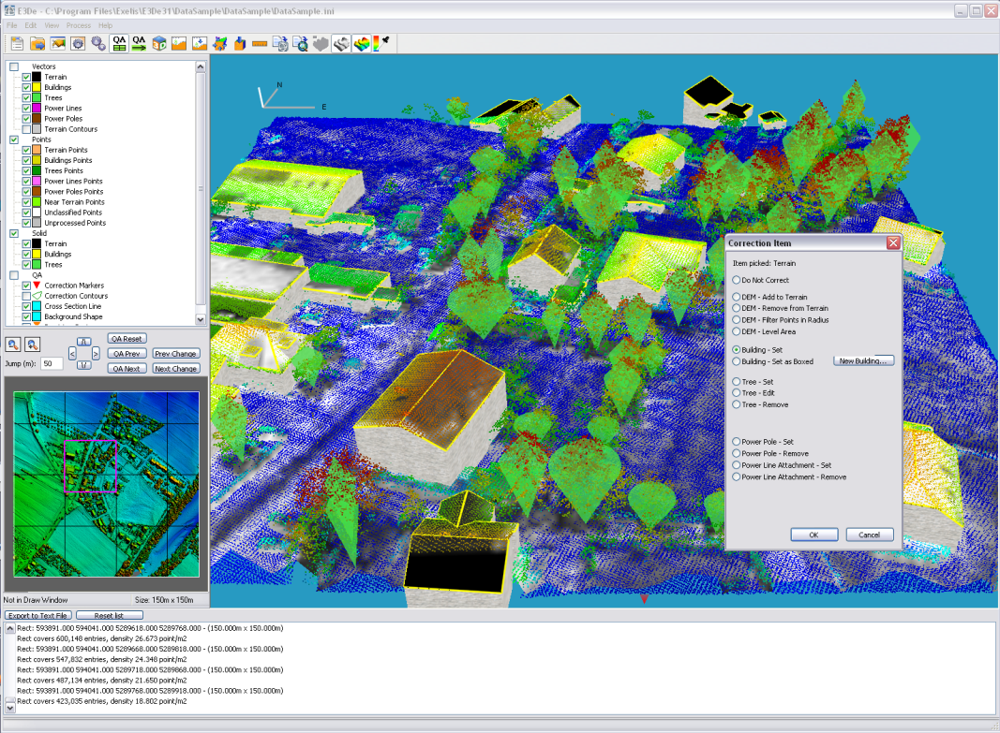 E3De - C:\Program Files\Exelis\E3De31\DataSample\DataSample\DataSample.ini
File Edit View Process Help
QA QA
Vectors
Terrain
Buildings
Trees
Power Lines
Power Poles
Terrain Contours
Points
Terrain Points
Buildings Points
Trees Points
Power Lines Points
Power Poles Points
Near Terrain Points
Unclassified Points
Unprocessed Points
Solid
Terrain
Buildings
Trees
QA
Correction Markers
Correction Contours
Cross Section Line
Background Shape
QA Reset
QA Prev Prev Change
Jump (m): 50
QA Next Next Change
N
E
Correction Item
Item picked: Terrain
Do Not Correct
DEM - Add to Terrain
DEM - Remove from Terrain
DEM - Filter Points in Radius
DEM - Level Area
Building - Set
Building - Set as Boxed
New Building...
Tree - Set
Tree - Edit
Tree - Remove
Power Pole - Set
Power Pole - Remove
Power Line Attachment - Set
Power Line Attachment - Remove
OK Cancel
Not in Draw Window Size: 150m x 150m
Export to Text File Reset list
Rect: 593891.000 594041.000 5289618.000 5289768.000 - (150.000m x 150.000m)
Rect covers 600,148 entries, density 26.673 point/m2
Rect: 593891.000 594041.000 5289668.000 5289818.000 - (150.000m x 150.000m)
Rect covers 547,832 entries, density 24.348 point/m2
Rect: 593891.000 594041.000 5289718.000 5289868.000 - (150.000m x 150.000m)
Rect covers 487,134 entries, density 21.650 point/m2
Rect: 593891.000 594041.000 5289768.000 5289918.000 - (150.000m x 150.000m)
Rect covers 423,035 entries, density 18.802 point/m2